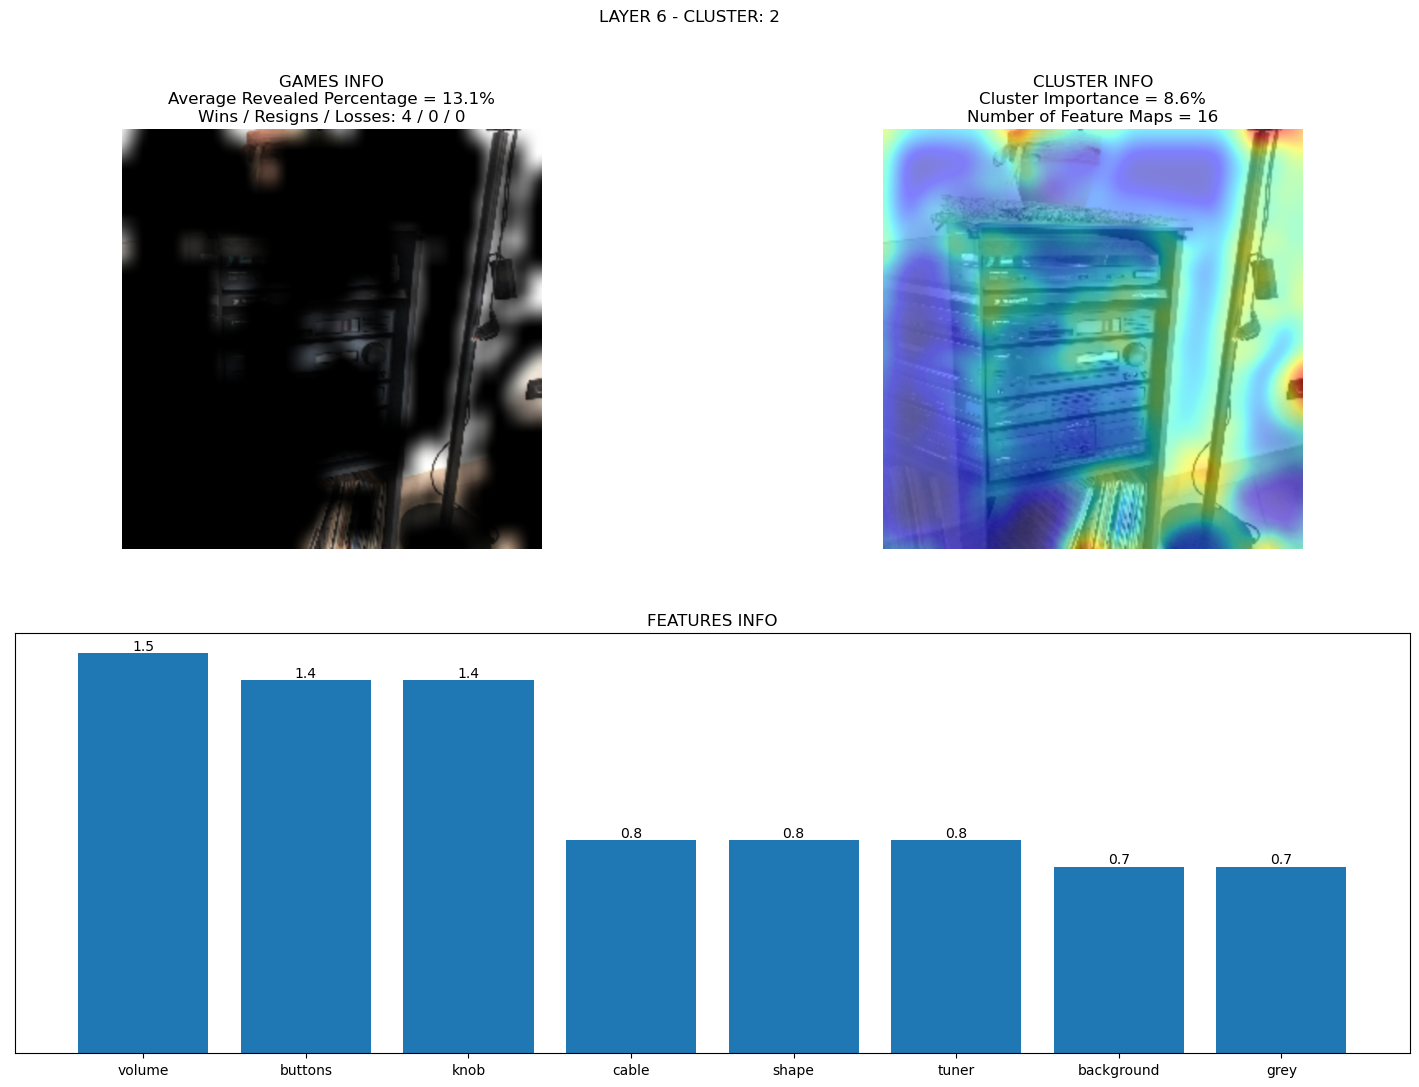 LAYER 6 - CLUSTER: 2
GAMES INFO
Average Revealed Percentage = 13.1%
Wins / Resigns / Losses: 4 / 0 / 0
CLUSTER INFO
Cluster Importance = 8.6%
Number of Feature Maps = 16
FEATURES INFO
1.5
1.4
1.4
0.8
0.8
0.8
0.7
0.7
volume
buttons
knob
cable
shape
tuner
background
grey